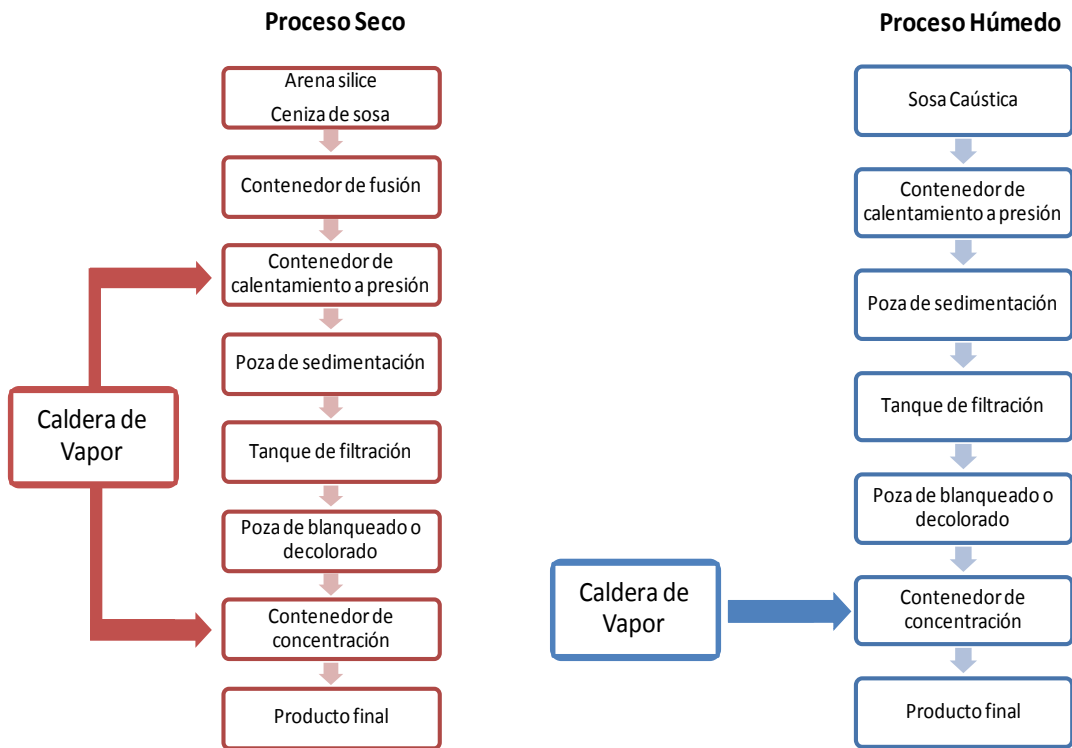 Proceso Seco
Arena silice
Ceniza de sosa
Contenedor de fusión
Contenedor de
calentamiento a presión
Poza de sedimentación
Tanque de filtración
Poza de blanqueado o
decolorado
Contenedor de
concentración
Producto final
Caldera de
Vapor
Proceso Húmedo
Sosa Caústica
Contenedor de
calentamiento a presión
Poza de sedimentación
Tanque de filtración
Poza de blanqueado o
decolorado
Contenedor de
concentración
Producto final
Caldera de
Vapor